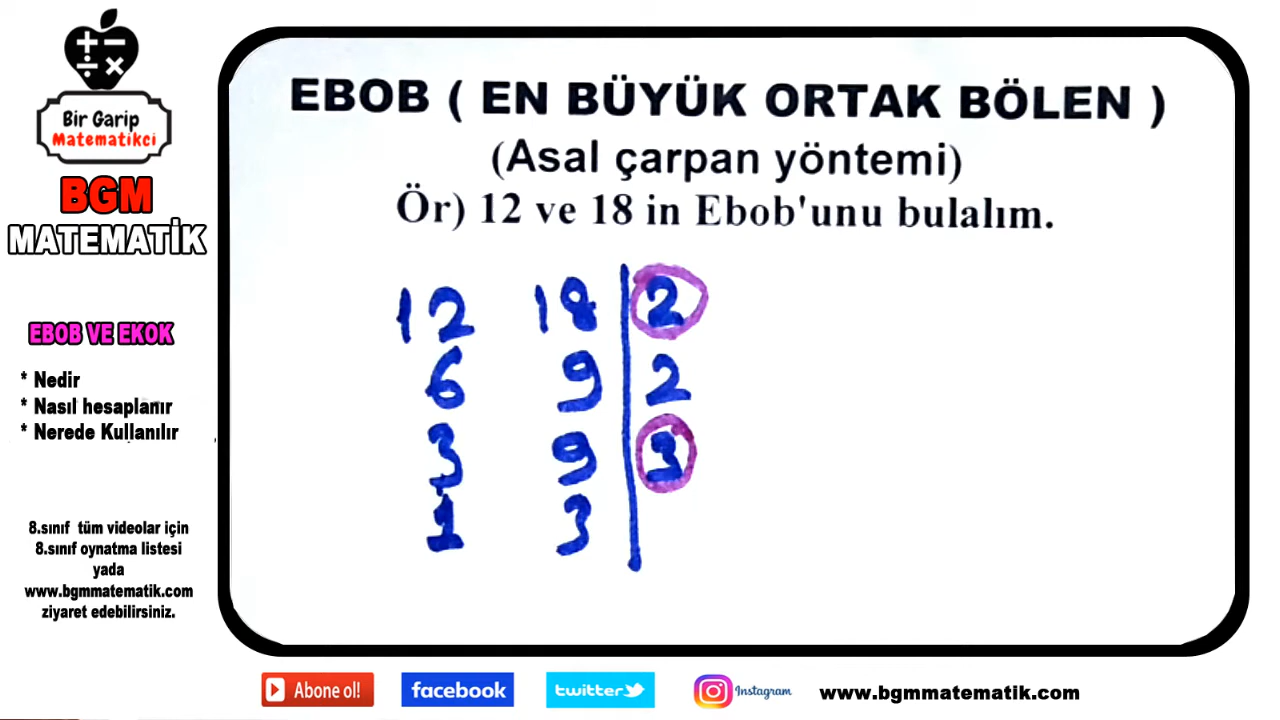 + −
÷ ×
Bir Garip
Matematikci
BGM
MATEMATİK
EBOB VE EKOK
* Nedir
* Nasıl hesaplanır
* Nerede Kullanılır
8.sınıf tüm videolar için
8.sınıf oynatma listesi
yada
www.bgmmatematik.com
ziyaret edebilirsiniz.
EBOB ( EN BÜYÜK ORTAK BÖLEN )
(Asal çarpan yöntemi)
Ör) 12 ve 18 in Ebob'unu bulalım.
12 18 | 2
6 9 | 2
3 9 | 3
1 3 |
Abone ol!
facebook
twitter
Instagram
www.bgmmatematik.com